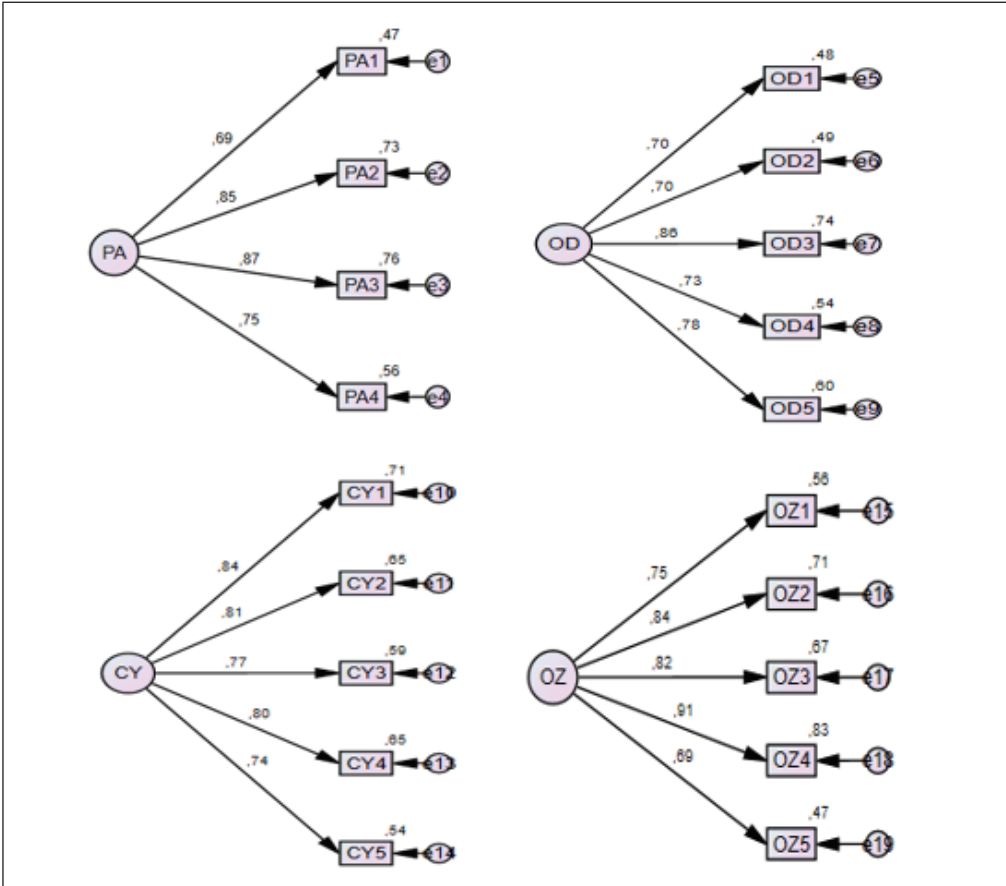 ,47
PA1 e1
,69
,73
PA2 e2
,85
PA
,87
,76
PA3 e3
,75
,56
PA4 e4
,48
OD1 e5
,70
,49
OD2 e6
,70
OD
,86
,74
OD3 e7
,73
,54
OD4 e8
,78
,60
OD5 e9
,71
CY1 e10
,84
,65
CY2 e11
,81
CY
,77
,59
CY3 e12
,80
,65
CY4 e13
,74
,54
CY5 e14
,56
OZ1 e15
,75
,71
OZ2 e16
,84
OZ
,82
,67
OZ3 e17
,91
,83
OZ4 e18
,69
,47
OZ5 e19